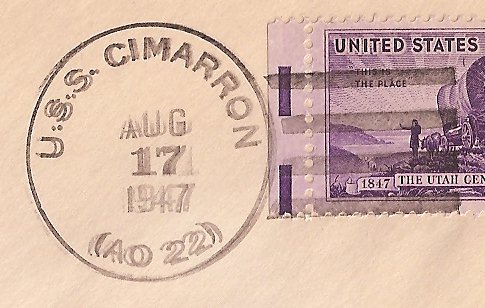 U.S.S. CIMARRON
AUG
17
1947
(AO 22)
UNITED STATES
THIS IS
THE PLACE
1847 THE UTAH CEN